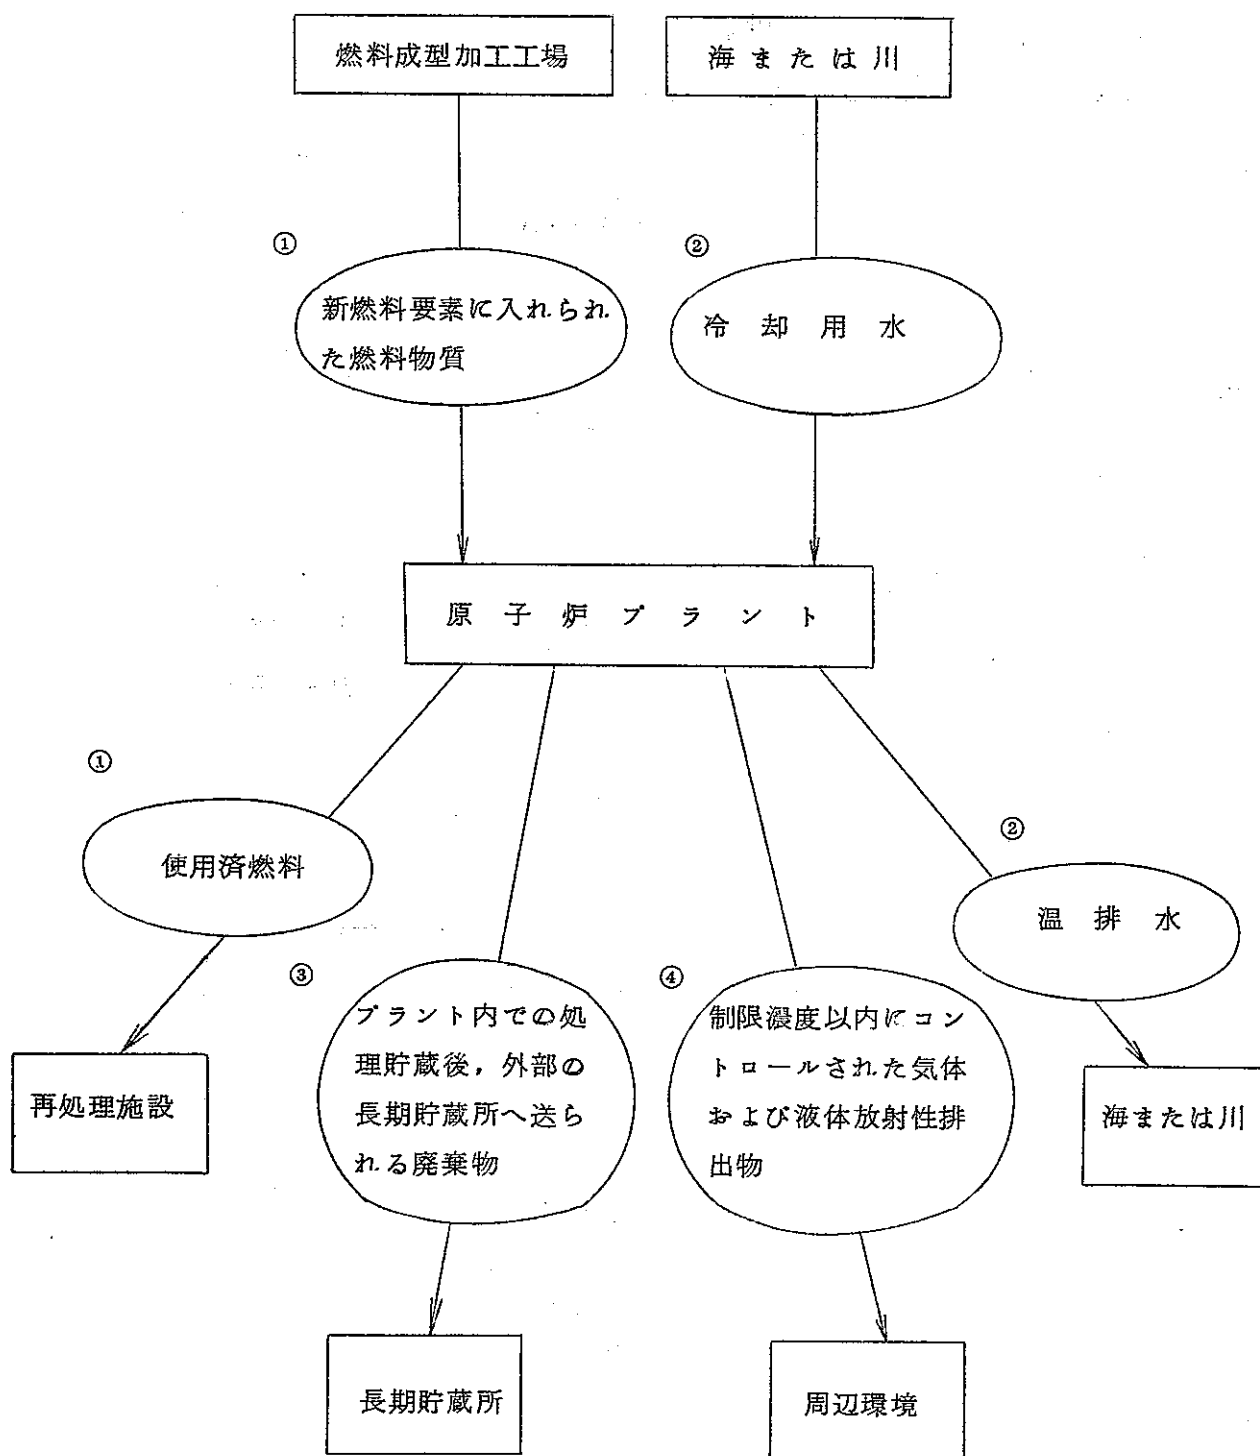 燃料成型加工工場
海または川
①
新燃料要素に入れられ
た燃料物質
②
冷却用水
原子炉プラント
①
使用済燃料
再処理施設
③
プラント内での処
理貯蔵後,外部の
長期貯蔵所へ送ら
れる廃棄物
長期貯蔵所
④
制限濃度以内にコン
トロールされた気体
および液体放射性排
出物
周辺環境
②
温排水
海または川